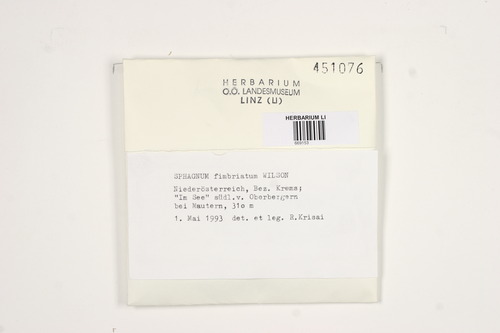 451076
HERBARIUM
O.Ö. LANDESMUSEUM
LINZ (LI)
HERBARIUM LI
SPHAGNUM fimbriatum WILSON
Niederösterreich, Bez. Krems;
"Im See" südl.v. Oberbergern
bei Mautern, 310 m
1. Mai 1993 det. et leg. R.Krisai